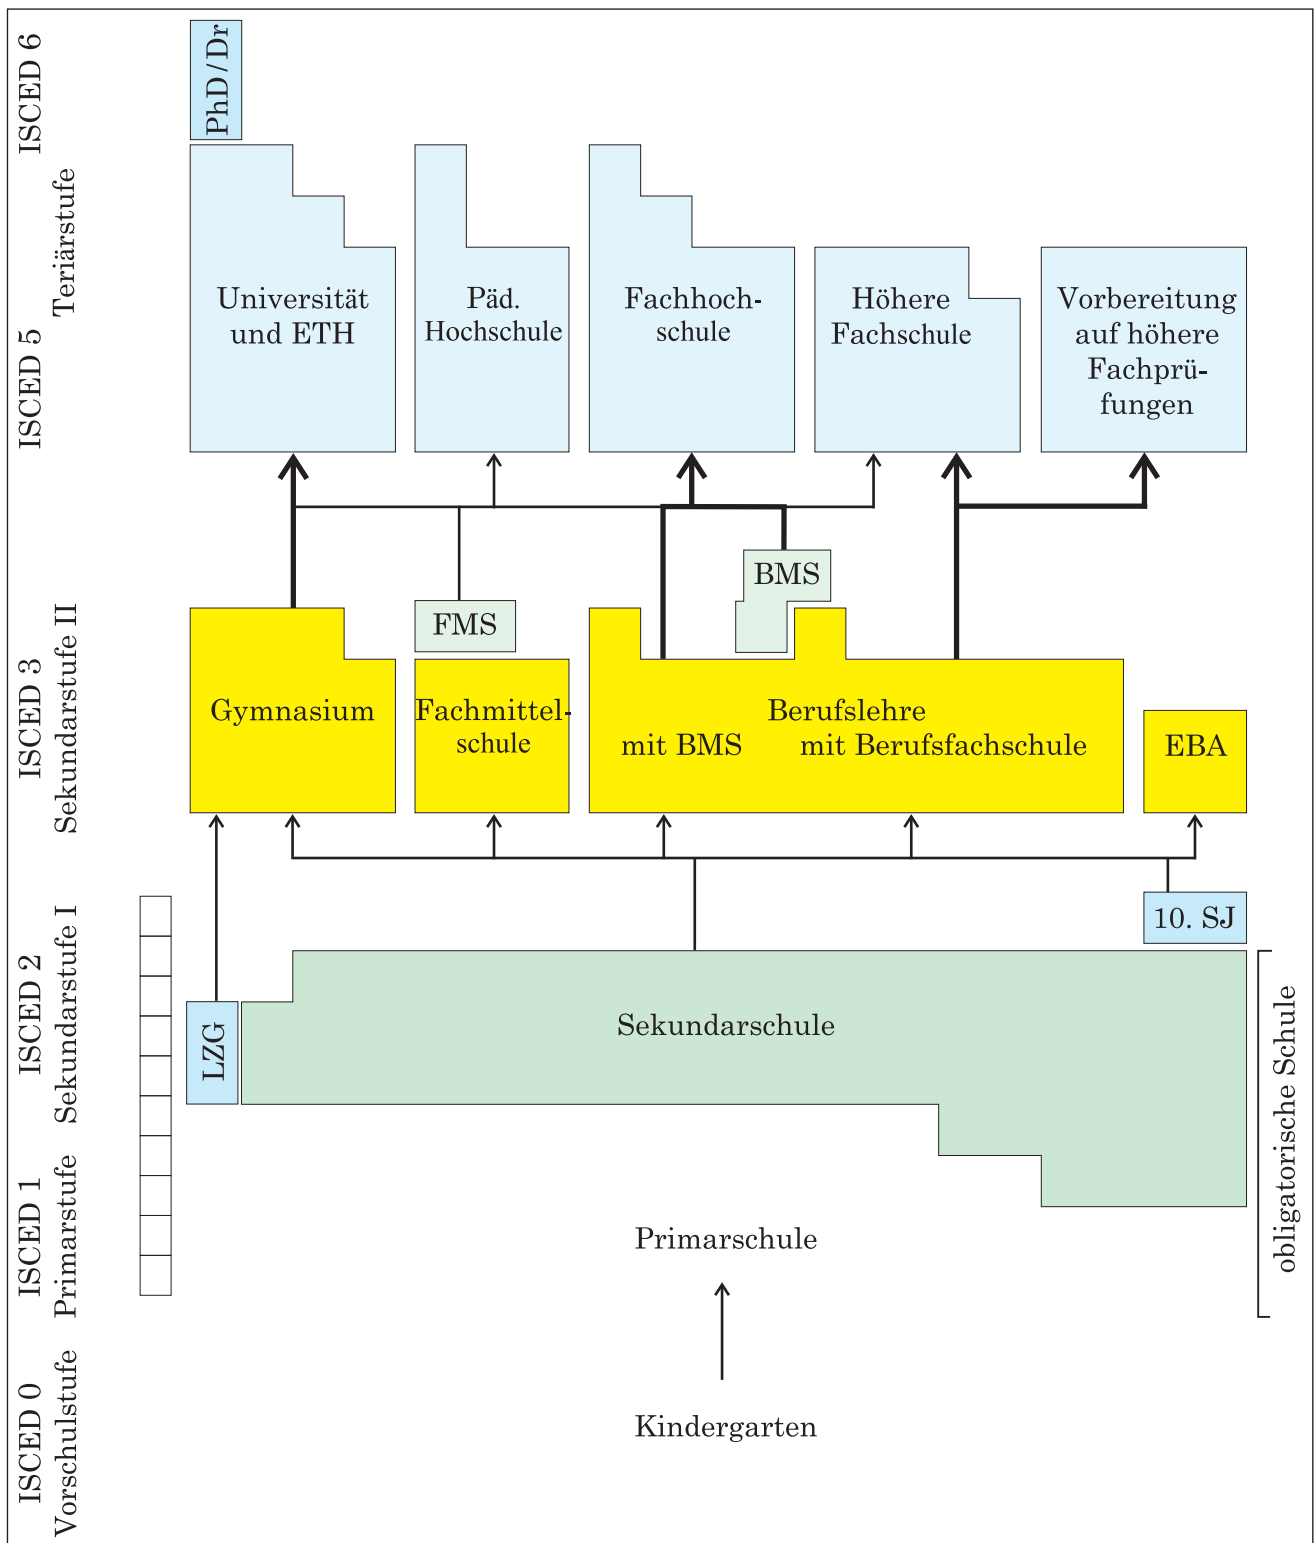 ISCED 6
PhD/Dr
Teriärstufe
ISCED 5
Universität
und ETH
Päd.
Hochschule
Fachhoch-
schule
Höhere
Fachschule
Vorbereitung
auf höhere
Fachprü-
fungen
BMS
FMS
ISCED 3
Sekundarstufe II
Gymnasium
Fachmittel-
schule
Berufslehre
mit BMS
mit Berufsfachschule
EBA
10. SJ
ISCED 2
Sekundarstufe I
LZG
Sekundarschule
obligatorische Schule
ISCED 1
Primarstufe
Primarschule
ISCED 0
Vorschulstufe
Kindergarten